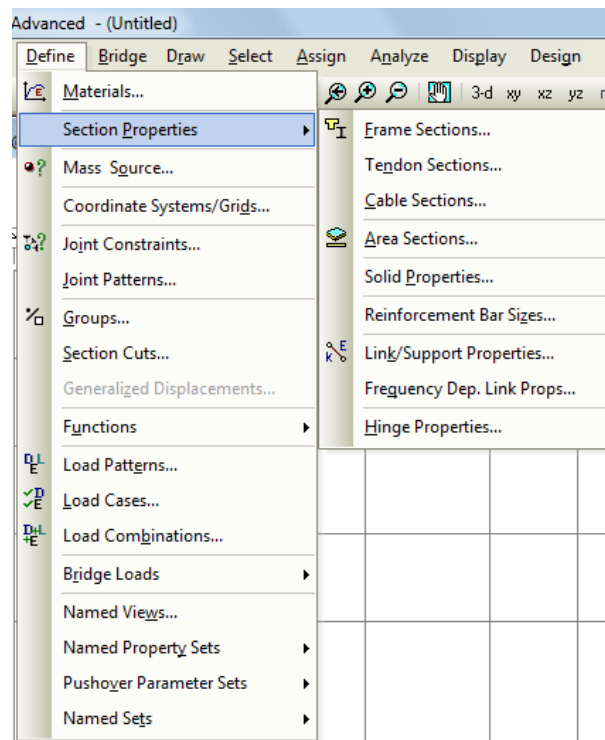 Advanced - (Untitled)
Define Bridge Draw Select Assign Analyze Display Design
Materials...
3-d xy xz yz
Section Properties
Frame Sections...
Tendon Sections...
Mass Source...
Cable Sections...
Coordinate Systems/Grids...
Area Sections...
Joint Constraints...
Solid Properties...
Joint Patterns...
Reinforcement Bar Sizes...
Groups...
Link/Support Properties...
Section Cuts...
Frequency Dep. Link Props...
Generalized Displacements...
Hinge Properties...
Functions
Load Patterns...
Load Cases...
Load Combinations...
Bridge Loads
Named Views...
Named Property Sets
Pushover Parameter Sets
Named Sets